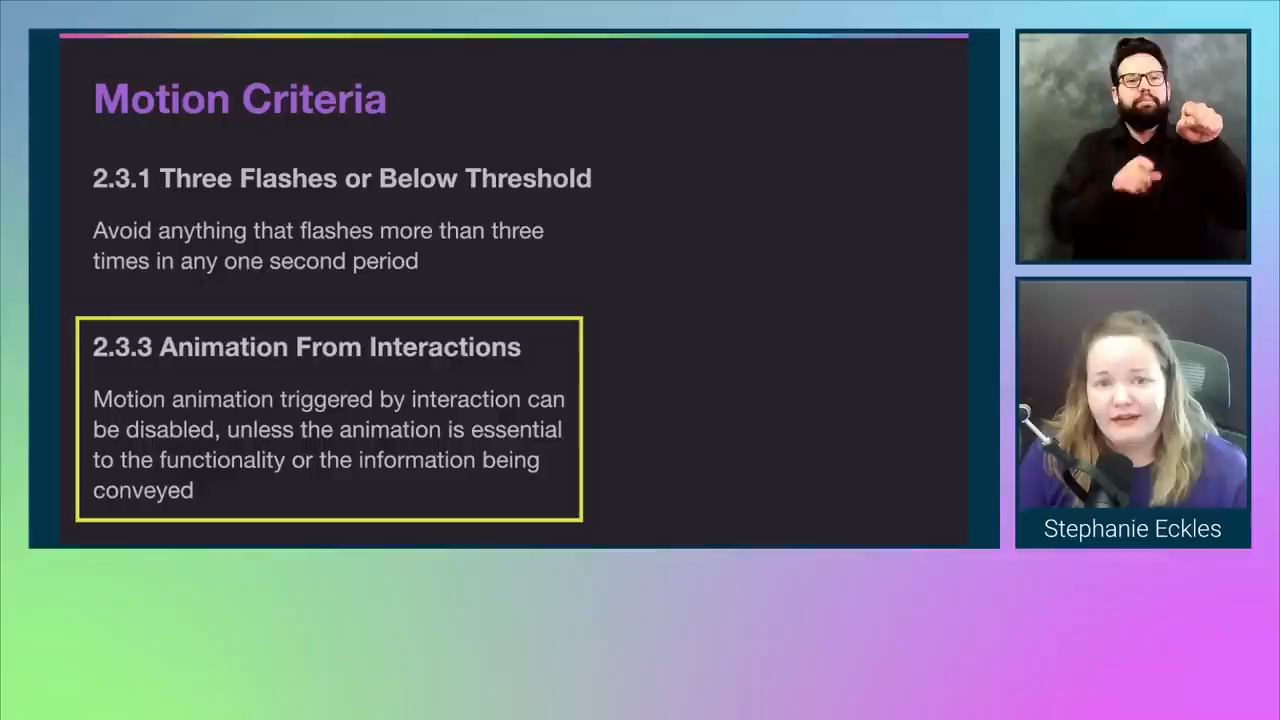 Motion Criteria
2.3.1 Three Flashes or Below Threshold
Avoid anything that flashes more than three
times in any one second period
2.3.3 Animation From Interactions
Motion animation triggered by interaction can
be disabled, unless the animation is essential
to the functionality or the information being
conveyed
Stephanie Eckles